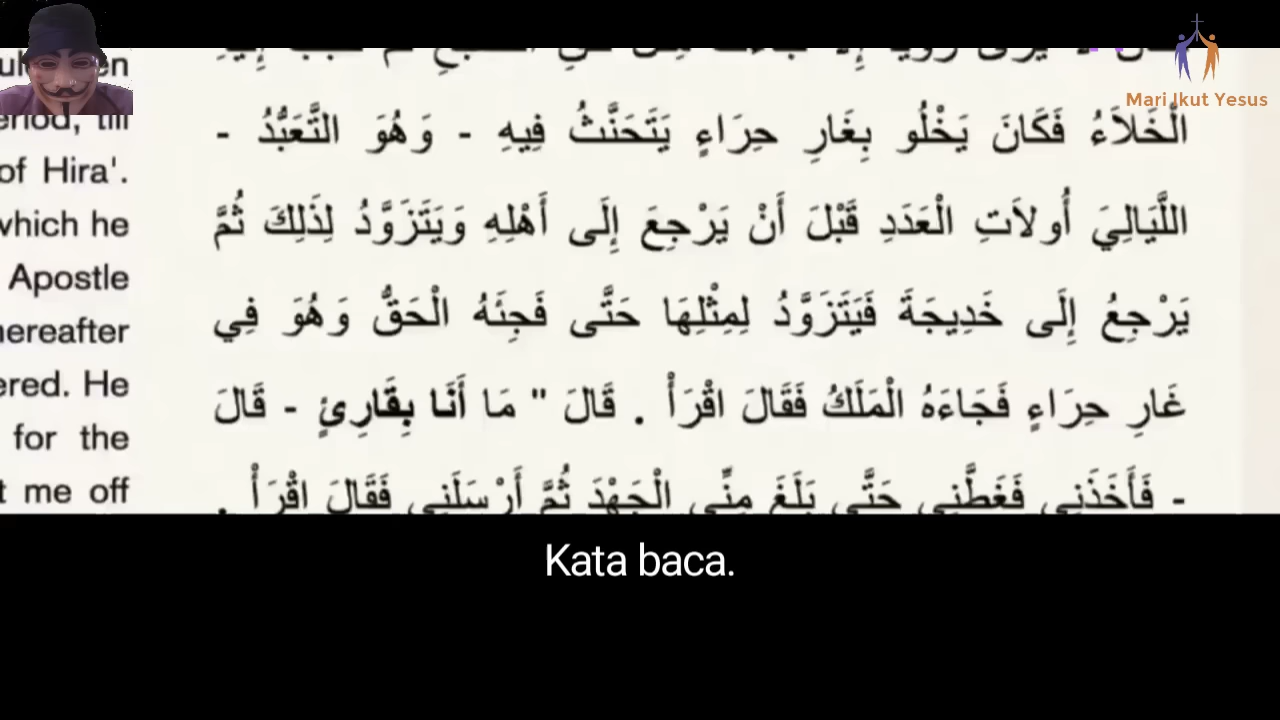 Mari Ikut Yesus
الْخَلاَءُ فَكَانَ يَخْلُو بِغَارِ حِرَاءٍ يَتَحَنَّثُ فِيهِ - وَهُوَ التَّعَبُّدُ -
اللَّيَالِيَ أُولاَتِ الْعَدَدِ قَبْلَ أَنْ يَرْجِعَ إِلَى أَهْلِهِ وَيَتَزَوَّدُ لِذَلِكَ ثُمَّ
يَرْجِعُ إِلَى خَدِيجَةَ فَيَتَزَوَّدُ لِمِثْلِهَا حَتَّى فَجِئَهُ الْحَقُّ وَهُوَ فِي
غَارِ حِرَاءٍ فَجَاءَهُ الْمَلَكُ فَقَالَ اقْرَأْ . قَالَ " مَا أَنَا بِقَارِئٍ - قَالَ
- فَأَخَذَنِي فَغَطَّنِي حَتَّى بَلَغَ مِنِّي الْجَهْدَ ثُمَّ أَرْسَلَنِي فَقَالَ اقْرَأْ .
till
of Hira'.
which he
Apostle
ered. He
for the
me off
Kata baca.